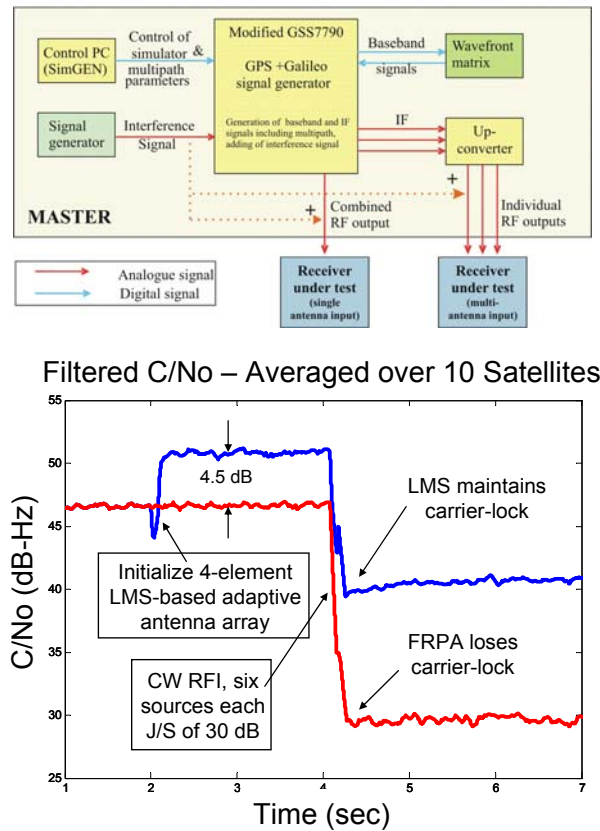 Control PC
(SimGEN)
Control of
simulator &
multipath
parameters
Modified GSS7790
GPS +Galileo
signal generator
Generation of baseband and IF
signals including multipath,
adding of interference signal
Baseband
signals
Wavefront
matrix
Signal
generator
Interference
Signal
IF
Up-
converter
+
+
MASTER
Combined
RF output
Individual
RF outputs
Analogue signal
Digital signal
Receiver
under test
(single
antenna input)
Receiver
under test
(multi-
antenna input)
Filtered C/No – Averaged over 10 Satellites
55
50
45
40
35
30
25
C/No (dB-Hz)
4.5 dB
Initialize 4-element
LMS-based adaptive
antenna array
CW RFI, six
sources each
J/S of 30 dB
LMS maintains
carrier-lock
FRPA loses
carrier-lock
1 2 3 4 5 6 7
Time (sec)